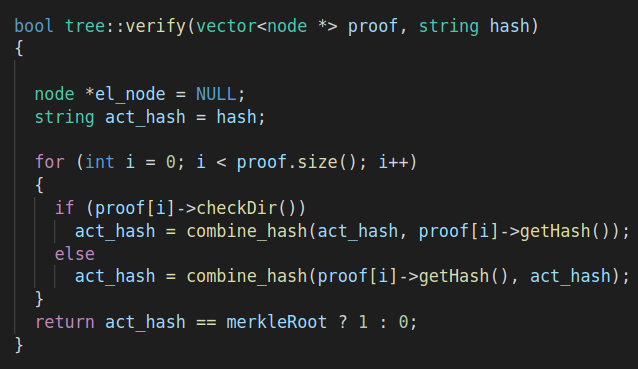 bool tree::verify(vector<node *> proof, string hash)
{
node *el_node = NULL;
string act_hash = hash;
for (int i = 0; i < proof.size(); i++)
{
if (proof[i]->checkDir())
act_hash = combine_hash(act_hash, proof[i]->getHash());
else
act_hash = combine_hash(proof[i]->getHash(), act_hash);
}
return act_hash == merkleRoot ? 1 : 0;
}